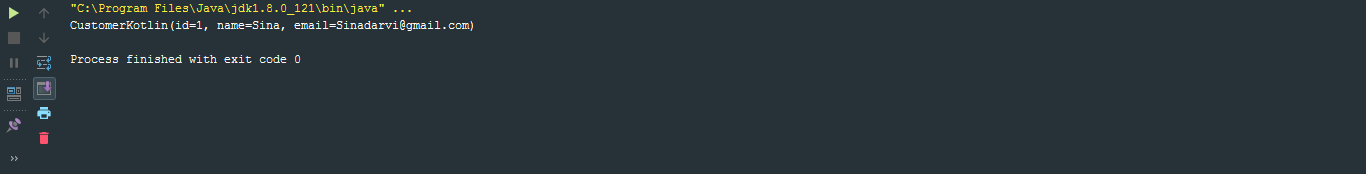 "C:\Program Files\Java\jdk1.8.0_121\bin\java" ...
CustomerKotlin(id=1, name=Sina, email=Sinadarvi@gmail.com)
Process finished with exit code 0